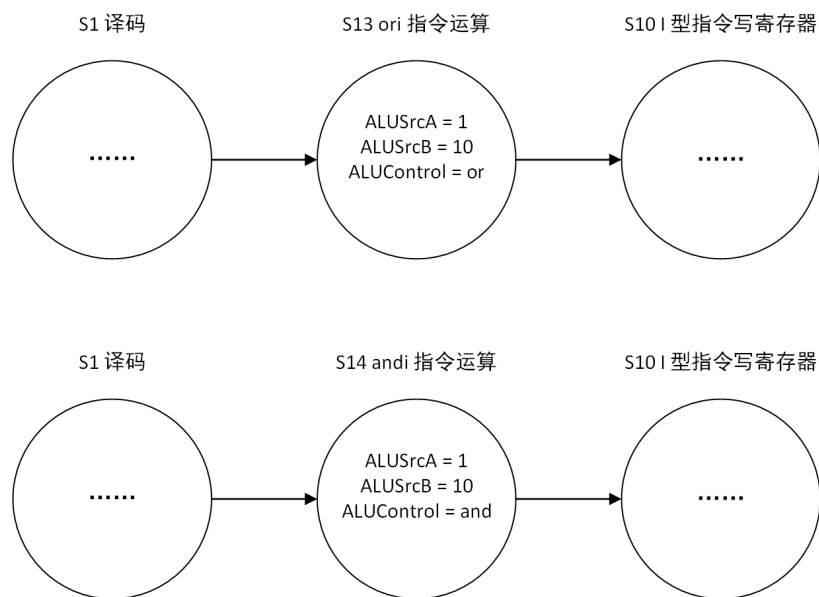 S1 译码
S13 ori 指令运算
S10 I 型指令写寄存器
ALUSrcA = 1
ALUSrcB = 10
ALUControl = or
······
······
S1 译码
S14 andi 指令运算
S10 I 型指令写寄存器
ALUSrcA = 1
ALUSrcB = 10
ALUControl = and
······
······